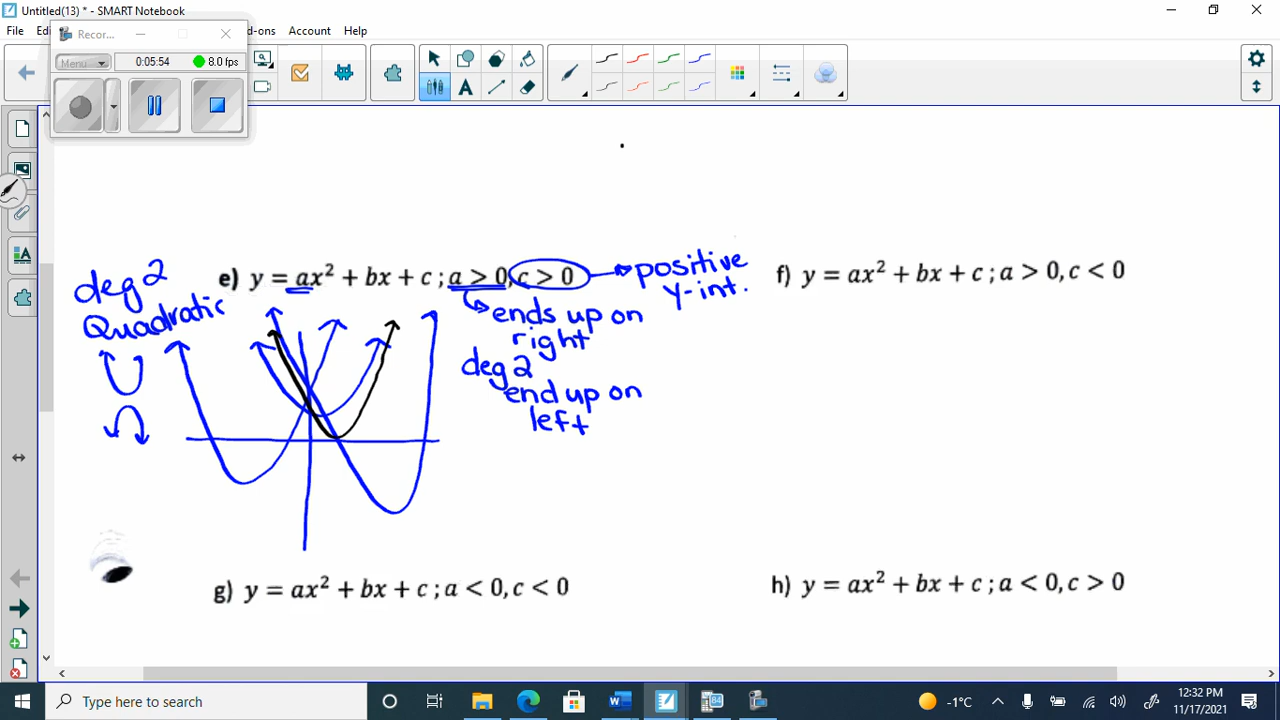 Untitled(13) * - SMART Notebook
File
Ed
d-ons
Account
Help
Recor...
Menu
0:05:54
8.0 fps
deg 2
Quadratic
e) y = ax² + bx + c ; a > 0, c > 0
positive
y-int.
ends up on
right
deg 2
end up on
left
f) y = ax² + bx + c ; a > 0, c < 0
g) y = ax² + bx + c ; a < 0, c < 0
h) y = ax² + bx + c ; a < 0, c > 0
Type here to search
-1°C
12:32 PM
11/17/2021